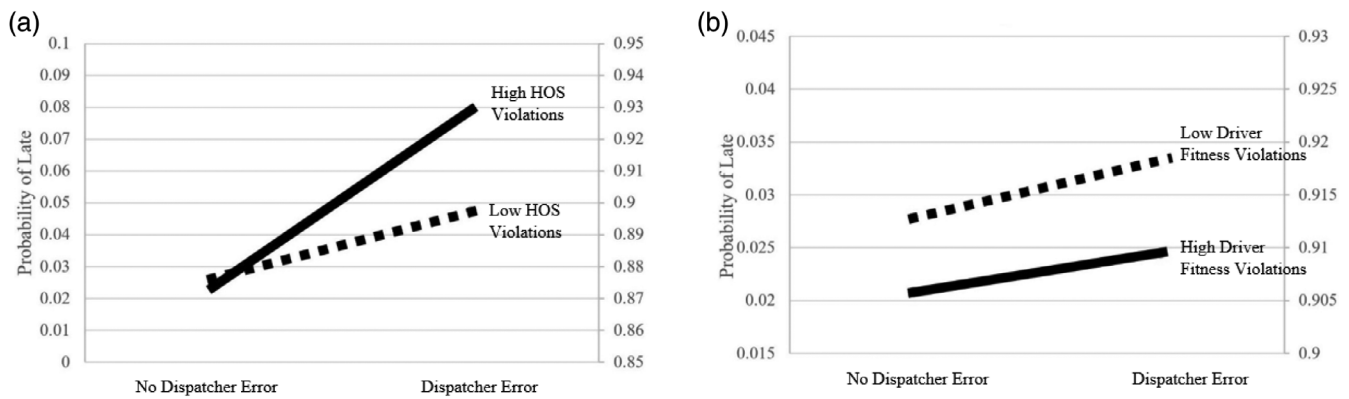 (a)
0.1
0.09
0.08
0.07
0.06
0.05
0.04
0.03
0.02
0.01
0
Probability of Late
High HOS
Violations
Low HOS
Violations
0.95
0.94
0.93
0.92
0.91
0.9
0.89
0.88
0.87
0.86
0.85
No Dispatcher Error
Dispatcher Error
(b)
0.045
0.04
0.035
0.03
0.025
0.02
0.015
Probability of Late
Low Driver
Fitness Violations
High Driver
Fitness Violations
0.93
0.925
0.92
0.915
0.91
0.905
0.9
No Dispatcher Error
Dispatcher Error